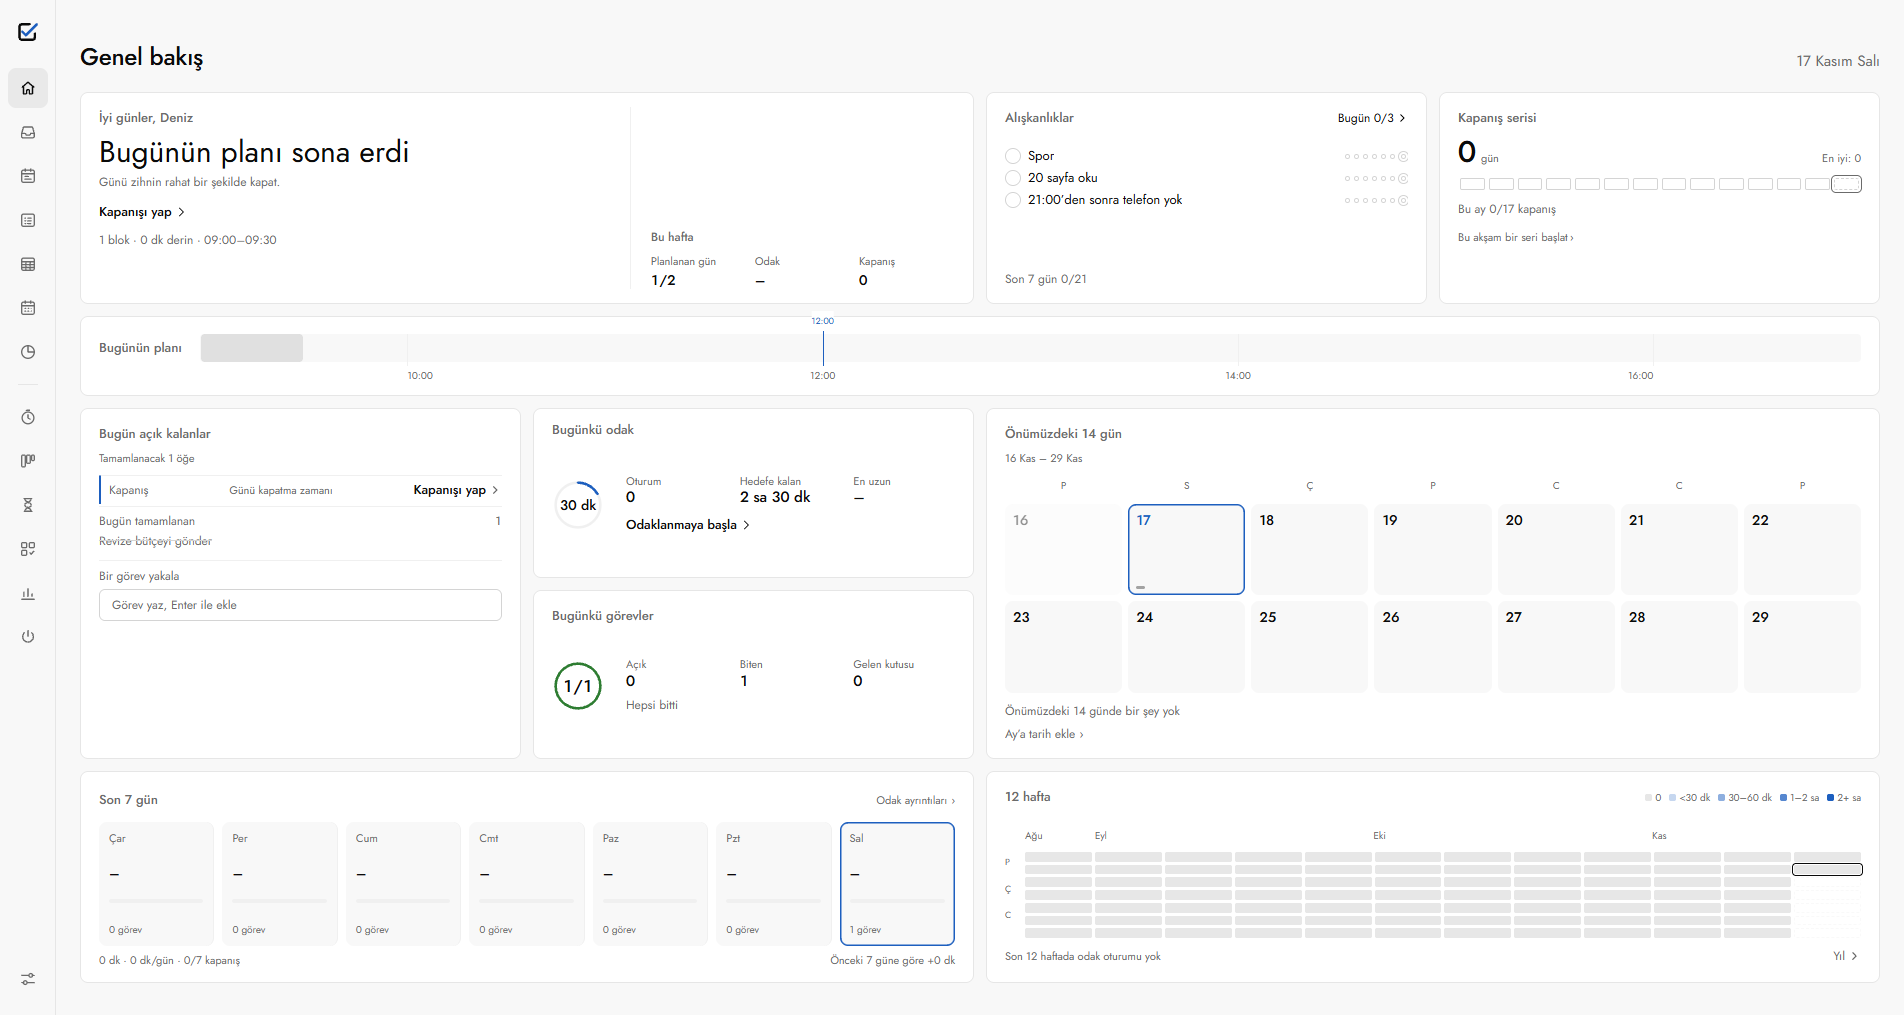 Genel bakış
17 Kasım Salı
İyi günler, Deniz
Bugünün planı sona erdi
Günü zihnin rahat bir şekilde kapat.
Kapanışı yap
1 blok · 0 dk derin · 09:00–09:30
Bu hafta
Planlanan gün Odak Kapanış
1/2 – 0
Alışkanlıklar Bugün 0/3
Spor
20 sayfa oku
21:00'den sonra telefon yok
Son 7 gün 0/21
Kapanış serisi
0 gün En iyi: 0
Bu ay 0/17 kapanış
Bu akşam bir seri başlat ›
12:00
Bugünün planı
10:00 12:00 14:00 16:00
Bugün açık kalanlar
Tamamlanacak 1 öğe
Kapanış Günü kapatma zamanı Kapanışı yap
Bugün tamamlanan 1
Revize bütçeyi gönder
Bir görev yakala
Görev yaz, Enter ile ekle
Bugünkü odak
30 dk
Oturum Hedefe kalan En uzun
0 2 sa 30 dk –
Odaklanmaya başla
Bugünkü görevler
1/1
Açık Biten Gelen kutusu
0 1 0
Hepsi bitti
Önümüzdeki 14 gün
16 Kas – 29 Kas
P S Ç P C C P
16 17 18 19 20 21 22
23 24 25 26 27 28 29
Önümüzdeki 14 günde bir şey yok
Ay'a tarih ekle ›
Son 7 gün Odak ayrıntıları ›
Çar Per Cum Cmt Paz Pzt Sal
– – – – – – –
0 görev 0 görev 0 görev 0 görev 0 görev 0 görev 1 görev
0 dk · 0 dk/gün · 0/7 kapanış Önceki 7 güne göre +0 dk
12 hafta 0 <30 dk 30–60 dk 1–2 sa 2+ sa
Ağu Eyl Eki Kas
P
Ç
C
Son 12 haftada odak oturumu yok Yıl